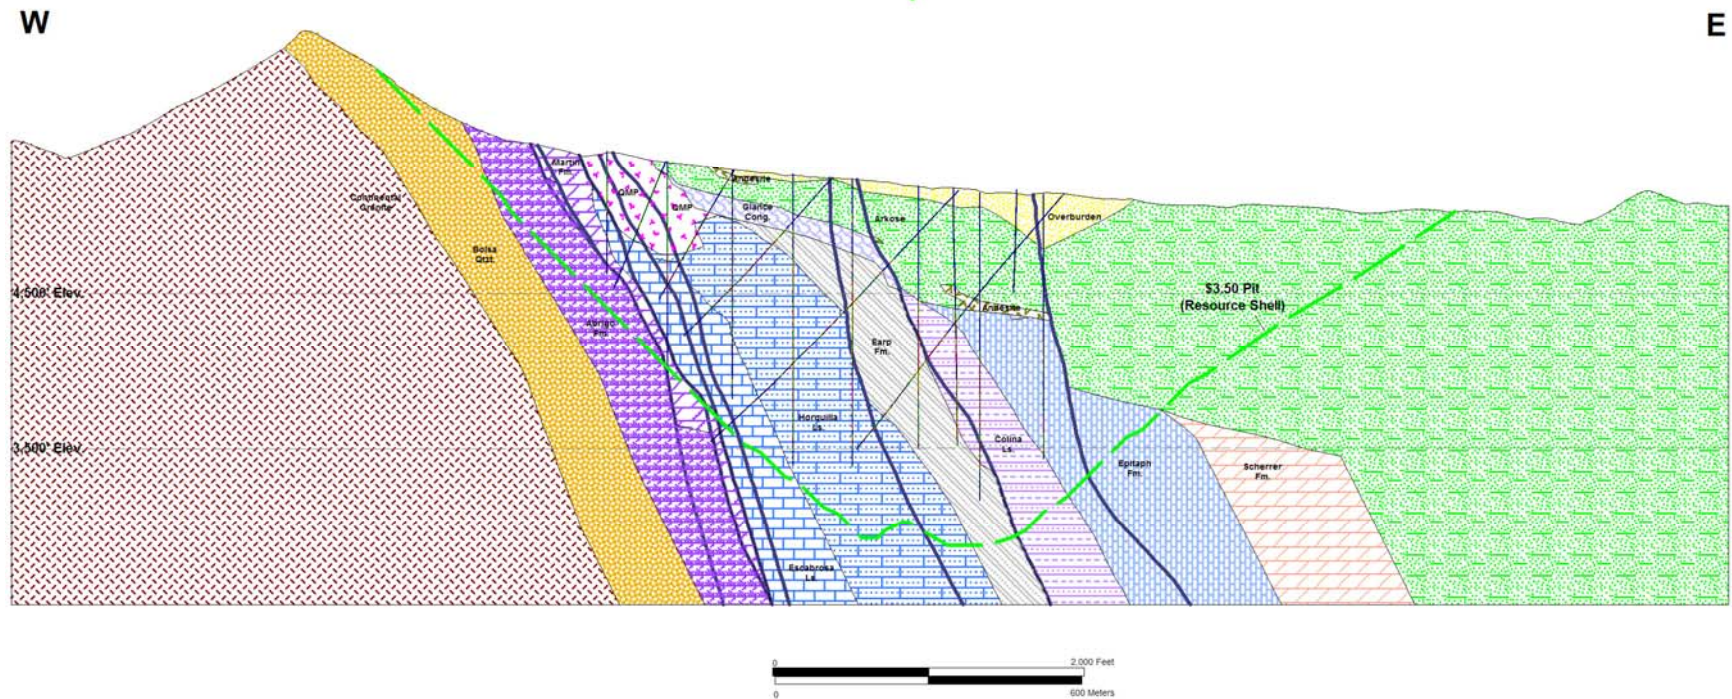 W
E
Martin
Fm.
QMP
Andesite
Continental
Granite
QMP
Glance
Cong.
Arkose
Overburden
Bolsa
Qtzt.
4,500' Elev.
$3.50 Pit
(Resource Shell)
Andesite
Abrigo
Fm.
Earp
Fm.
Horquilla
Ls.
3,500' Elev.
Colina
Ls.
Epitaph
Fm.
Scherrer
Fm.
Escabrosa
Ls.
0
2,000 Feet
0
600 Meters